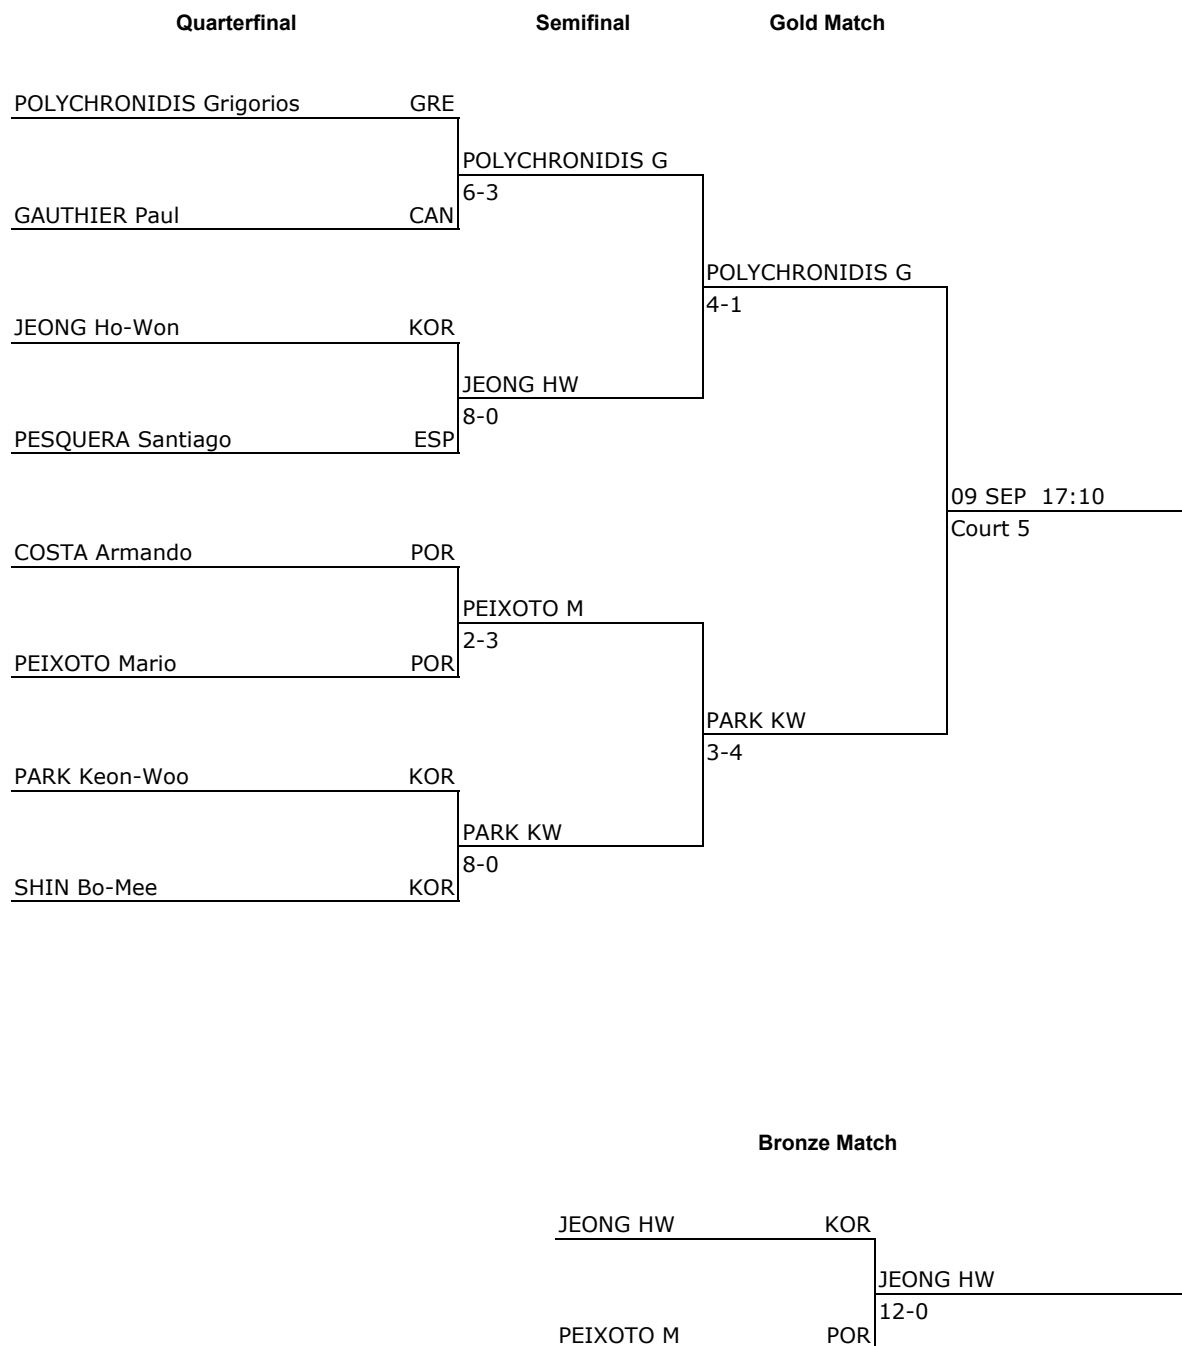 Quarterfinal Semifinal Gold Match
POLYCHRONIDIS Grigorios GRE
POLYCHRONIDIS G
6-3
GAUTHIER Paul CAN
POLYCHRONIDIS G
4-1
JEONG Ho-Won KOR
JEONG HW
8-0
PESQUERA Santiago ESP
09 SEP 17:10
Court 5
COSTA Armando POR
PEIXOTO M
2-3
PEIXOTO Mario POR
PARK KW
3-4
PARK Keon-Woo KOR
PARK KW
8-0
SHIN Bo-Mee KOR
Bronze Match
JEONG HW KOR
JEONG HW
12-0
PEIXOTO M POR